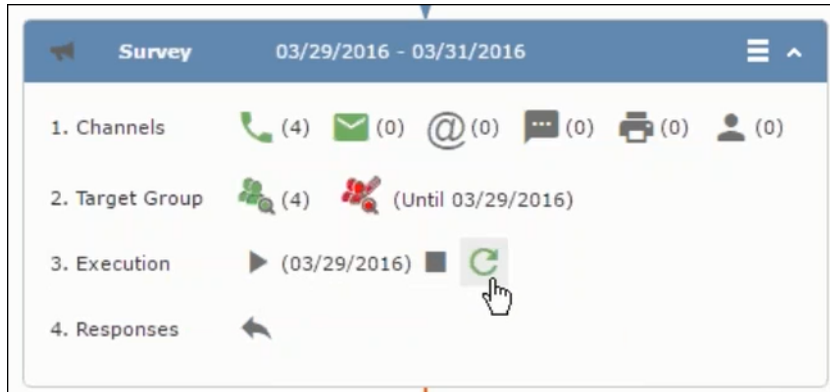 Survey 03/29/2016 - 03/31/2016
1. Channels (4) (0) @ (0) (0) (0) (0)
2. Target Group (4) (Until 03/29/2016)
3. Execution (03/29/2016)
4. Responses